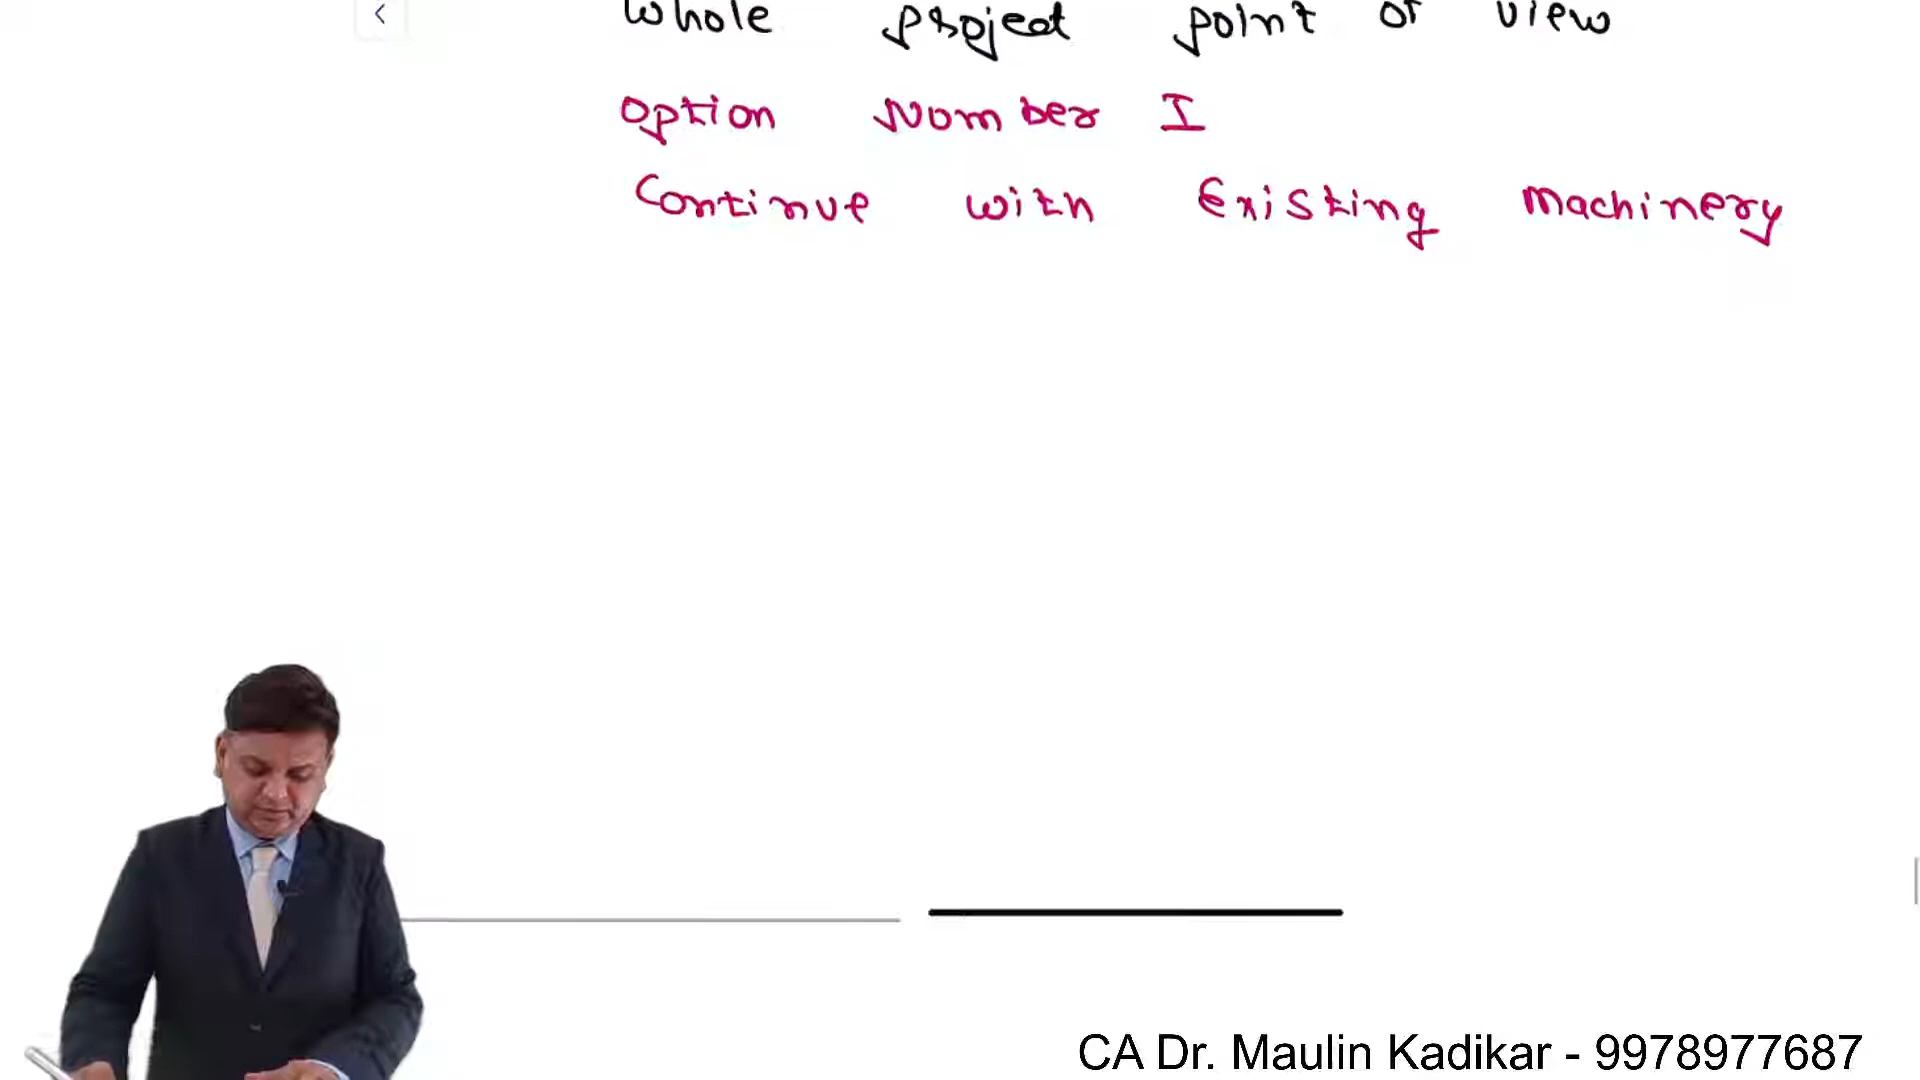 whole project point of view
option Number I
Continue with Existing Machinery
CA Dr. Maulin Kadikar - 9978977687